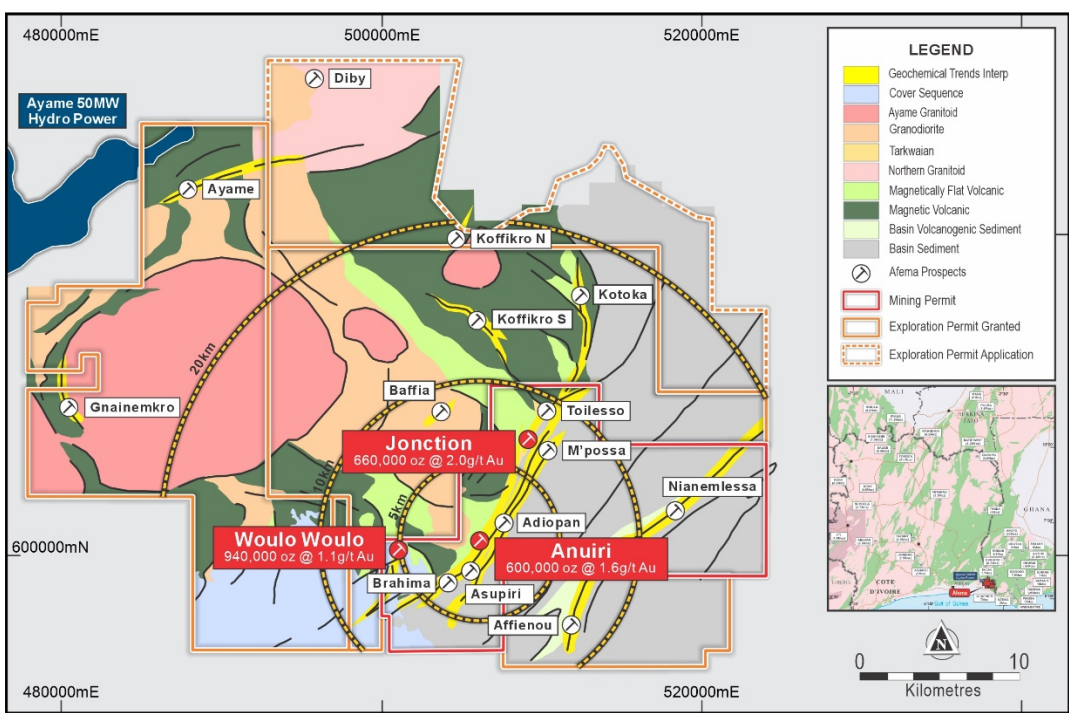 480000mE
500000mE
520000mE
Ayame 50MW
Hydro Power
Diby
Ayame
Koffikro N
Kotoka
Koffikro S
20km
Gnainemkro
Baffia
Toilesso
Jonction
660,000 oz @ 2.0g/t Au
M'possa
10km
5km
Nianemlessa
Adiopan
Woulo Woulo
940,000 oz @ 1.1g/t Au
Anuiri
600,000 oz @ 1.6g/t Au
600000mN
Brahima
Asupiri
Affienou
480000mE
520000mE
LEGEND
Geochemical Trends Interp
Cover Sequence
Ayame Granitoid
Granodiorite
Tarkwaian
Northern Granitoid
Magnetically Flat Volcanic
Magnetic Volcanic
Basin Volcanogenic Sediment
Basin Sediment
Afema Prospects
Mining Permit
Exploration Permit Granted
Exploration Permit Application
MALI
GHANA
COTE
D'IVOIRE
Afema
Gulf of Guinea
N
0
10
Kilometres